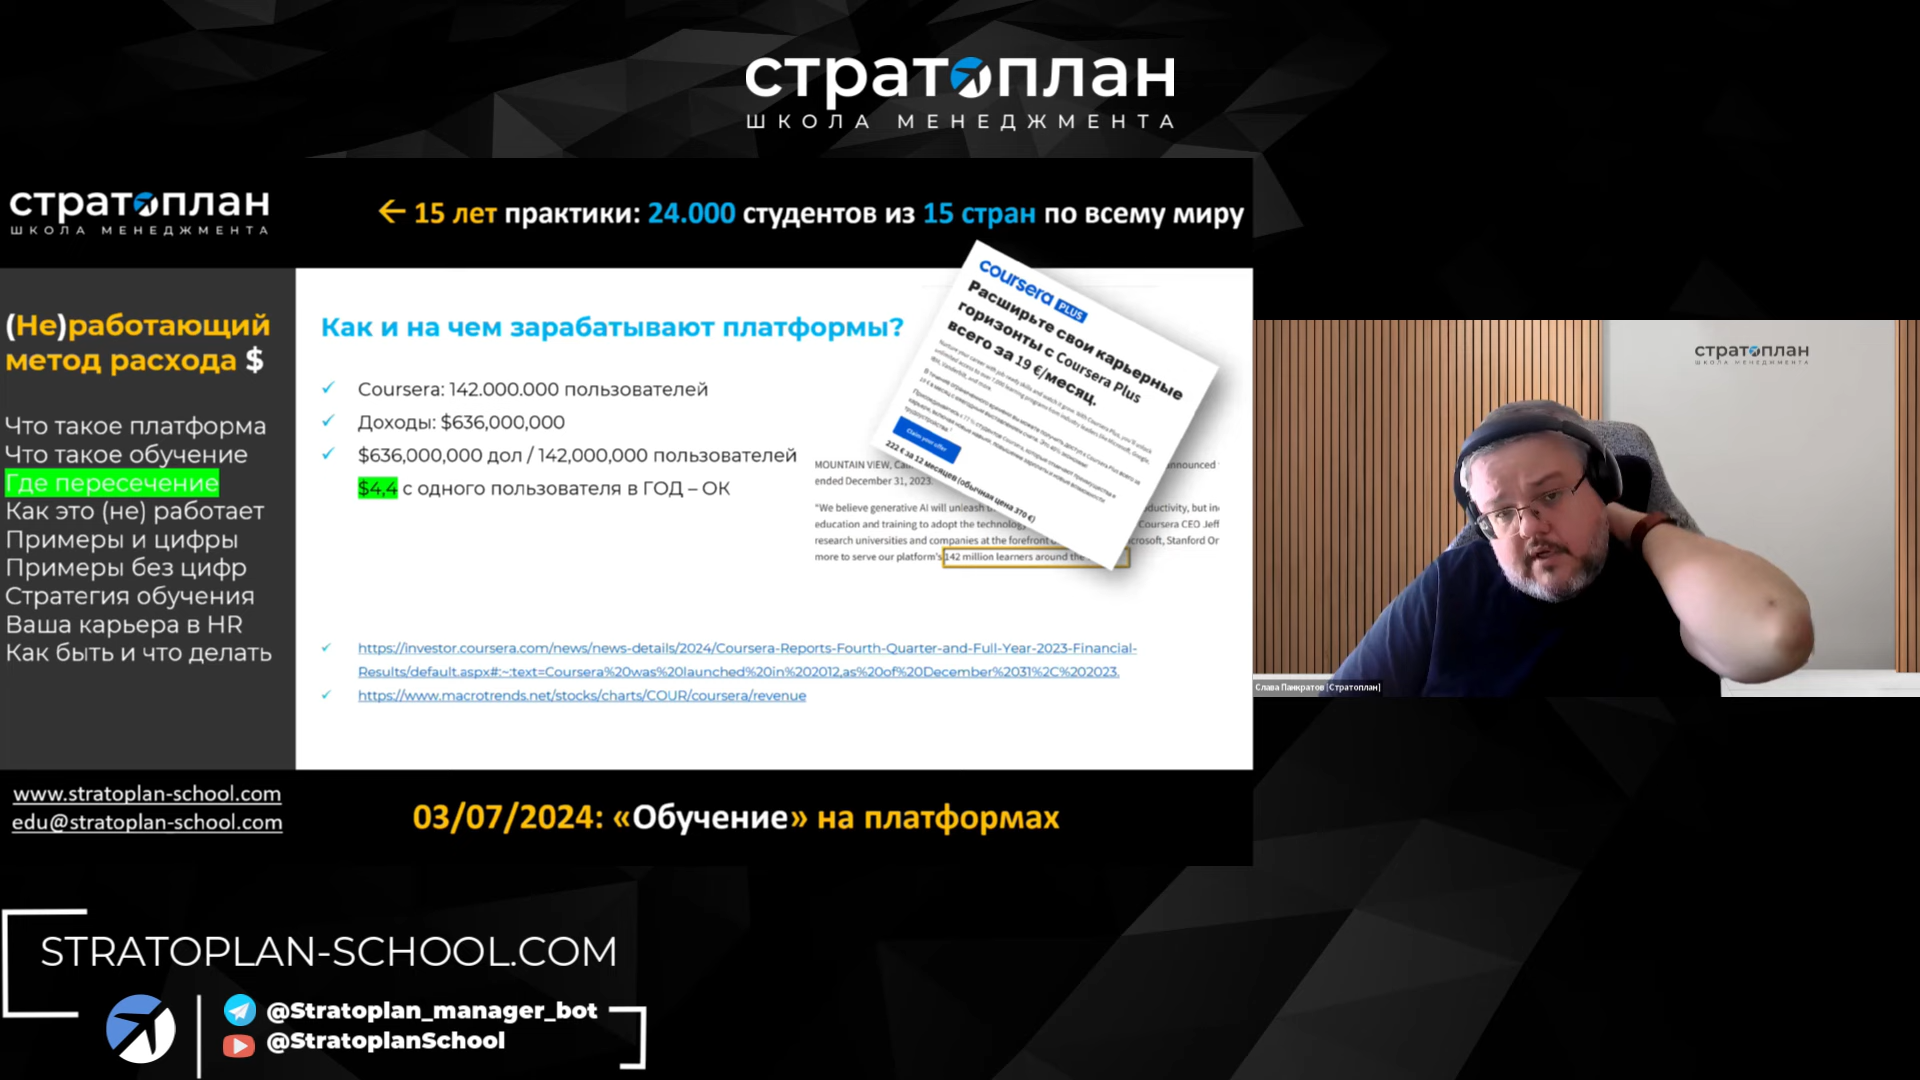 стратоплан
ШКОЛА МЕНЕДЖМЕНТА
стратоплан
ШКОЛА МЕНЕДЖМЕНТА
← 15 лет практики: 24.000 студентов из 15 стран по всему миру
(Не)работающий
метод расхода $
Что такое платформа
Что такое обучение
Где пересечение
Как это (не) работает
Примеры и цифры
Примеры без цифр
Стратегия обучения
Ваша карьера в HR
Как быть и что делать
Как и на чем зарабатывают платформы?
Coursera: 142.000.000 пользователей
Доходы: $636,000,000
$636,000,000 дол / 142,000,000 пользователей
$4,4 с одного пользователя в ГОД – ОК
coursera PLUS
Расширьте свои карьерные
горизонты с Coursera Plus
всего за 19 €/месяц.
Claim your offer
222 € за 12 месяцев (обычная цена 370 €)
MOUNTAIN VIEW, announced
ended December 31, 2023.
"We believe generative AI will unleash but
education and training to adopt the Coursera CEO Jeff
research universities and companies at the forefront Stanford
more to serve our platform's 142 million learners around the
https://investor.coursera.com/news/news-details/2024/Coursera-Reports-Fourth-Quarter-and-Full-Year-2023-Financial-
Results/default.aspx#:~:text=Coursera%20was%20launched%20in%202012,as%20of%20December%2031%2C%202023.
https://www.macrotrends.net/stocks/charts/COUR/coursera/revenue
www.stratoplan-school.com
edu@stratoplan-school.com
03/07/2024: «Обучение» на платформах
стратоплан
ШКОЛА МЕНЕДЖМЕНТА
Слава Панкратов [Стратоплан]
STRATOPLAN-SCHOOL.COM
@Stratoplan_manager_bot
@StratoplanSchool